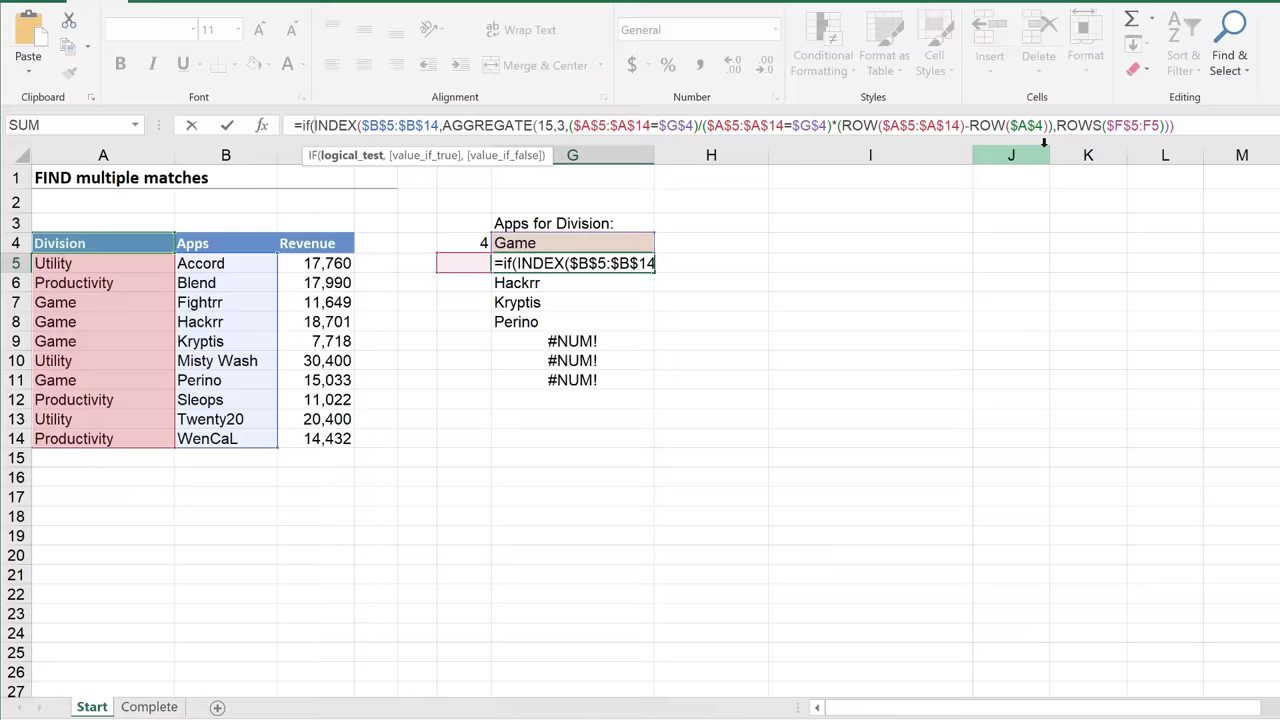 11
Wrap Text
General
Paste
B I U A
Merge & Center
$ % ,
Conditional Formatting
Format as Table
Cell Styles
Insert
Delete
Format
Sort & Filter
Find & Select
Clipboard
Font
Alignment
Number
Styles
Cells
Editing
SUM
fx
=if(INDEX($B$5:$B$14,AGGREGATE(15,3,($A$5:$A$14=$G$4)/($A$5:$A$14=$G$4)*(ROW($A$5:$A$14)-ROW($A$4)),ROWS($F$5:F5)))
IF(logical_test, [value_if_true], [value_if_false])
A B G H I J K L M
1 FIND multiple matches
2
3 Apps for Division:
4 Division Apps Revenue 4 Game
5 Utility Accord 17,760 =if(INDEX($B$5:$B$14
6 Productivity Blend 17,990 Hackrr
7 Game Fightrr 11,649 Kryptis
8 Game Hackrr 18,701 Perino
9 Game Kryptis 7,718 #NUM!
10 Utility Misty Wash 30,400 #NUM!
11 Game Perino 15,033 #NUM!
12 Productivity Sleops 11,022
13 Utility Twenty20 20,400
14 Productivity WenCaL 14,432
15
16
17
18
19
20
21
22
23
24
25
26
27
Start Complete